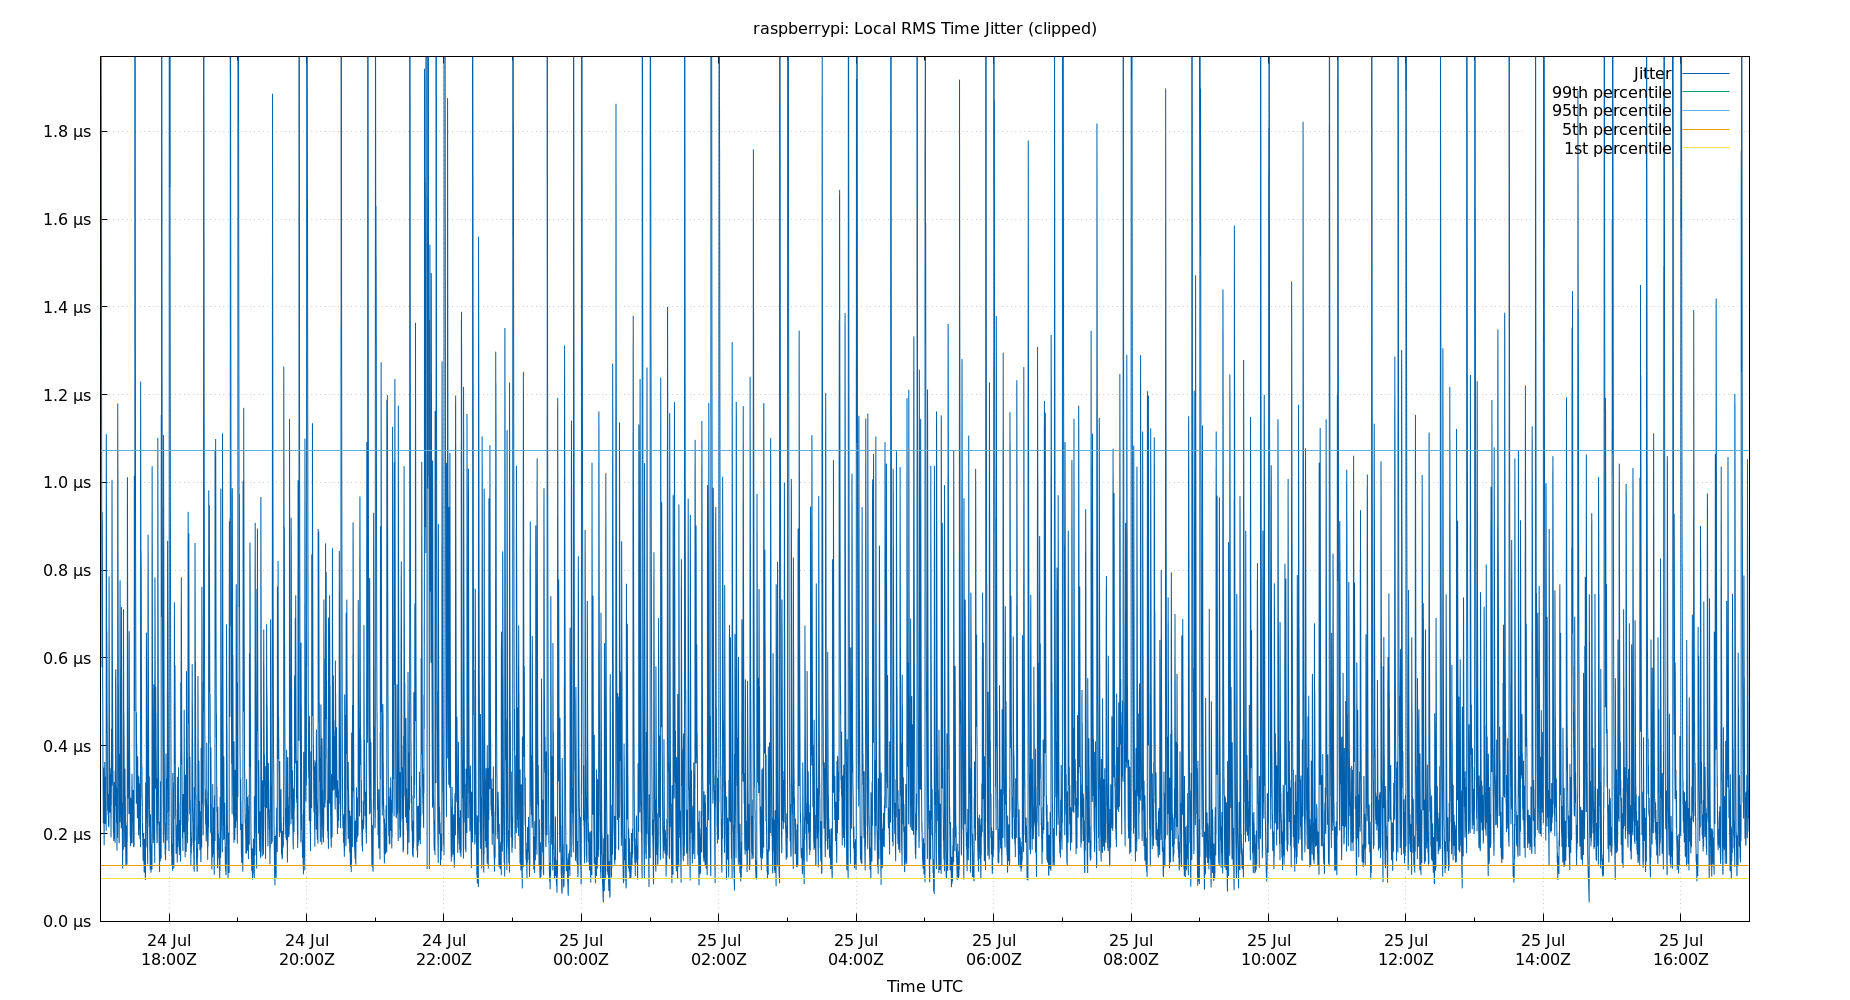 raspberrypi: Local RMS Time Jitter (clipped)
Jitter
99th percentile
95th percentile
5th percentile
1st percentile
1.8 µs
1.6 µs
1.4 µs
1.2 µs
1.0 µs
0.8 µs
0.6 µs
0.4 µs
0.2 µs
0.0 µs
24 Jul 24 Jul 24 Jul 25 Jul 25 Jul 25 Jul 25 Jul 25 Jul 25 Jul 25 Jul 25 Jul 25 Jul
18:00Z 20:00Z 22:00Z 00:00Z 02:00Z 04:00Z 06:00Z 08:00Z 10:00Z 12:00Z 14:00Z 16:00Z
Time UTC